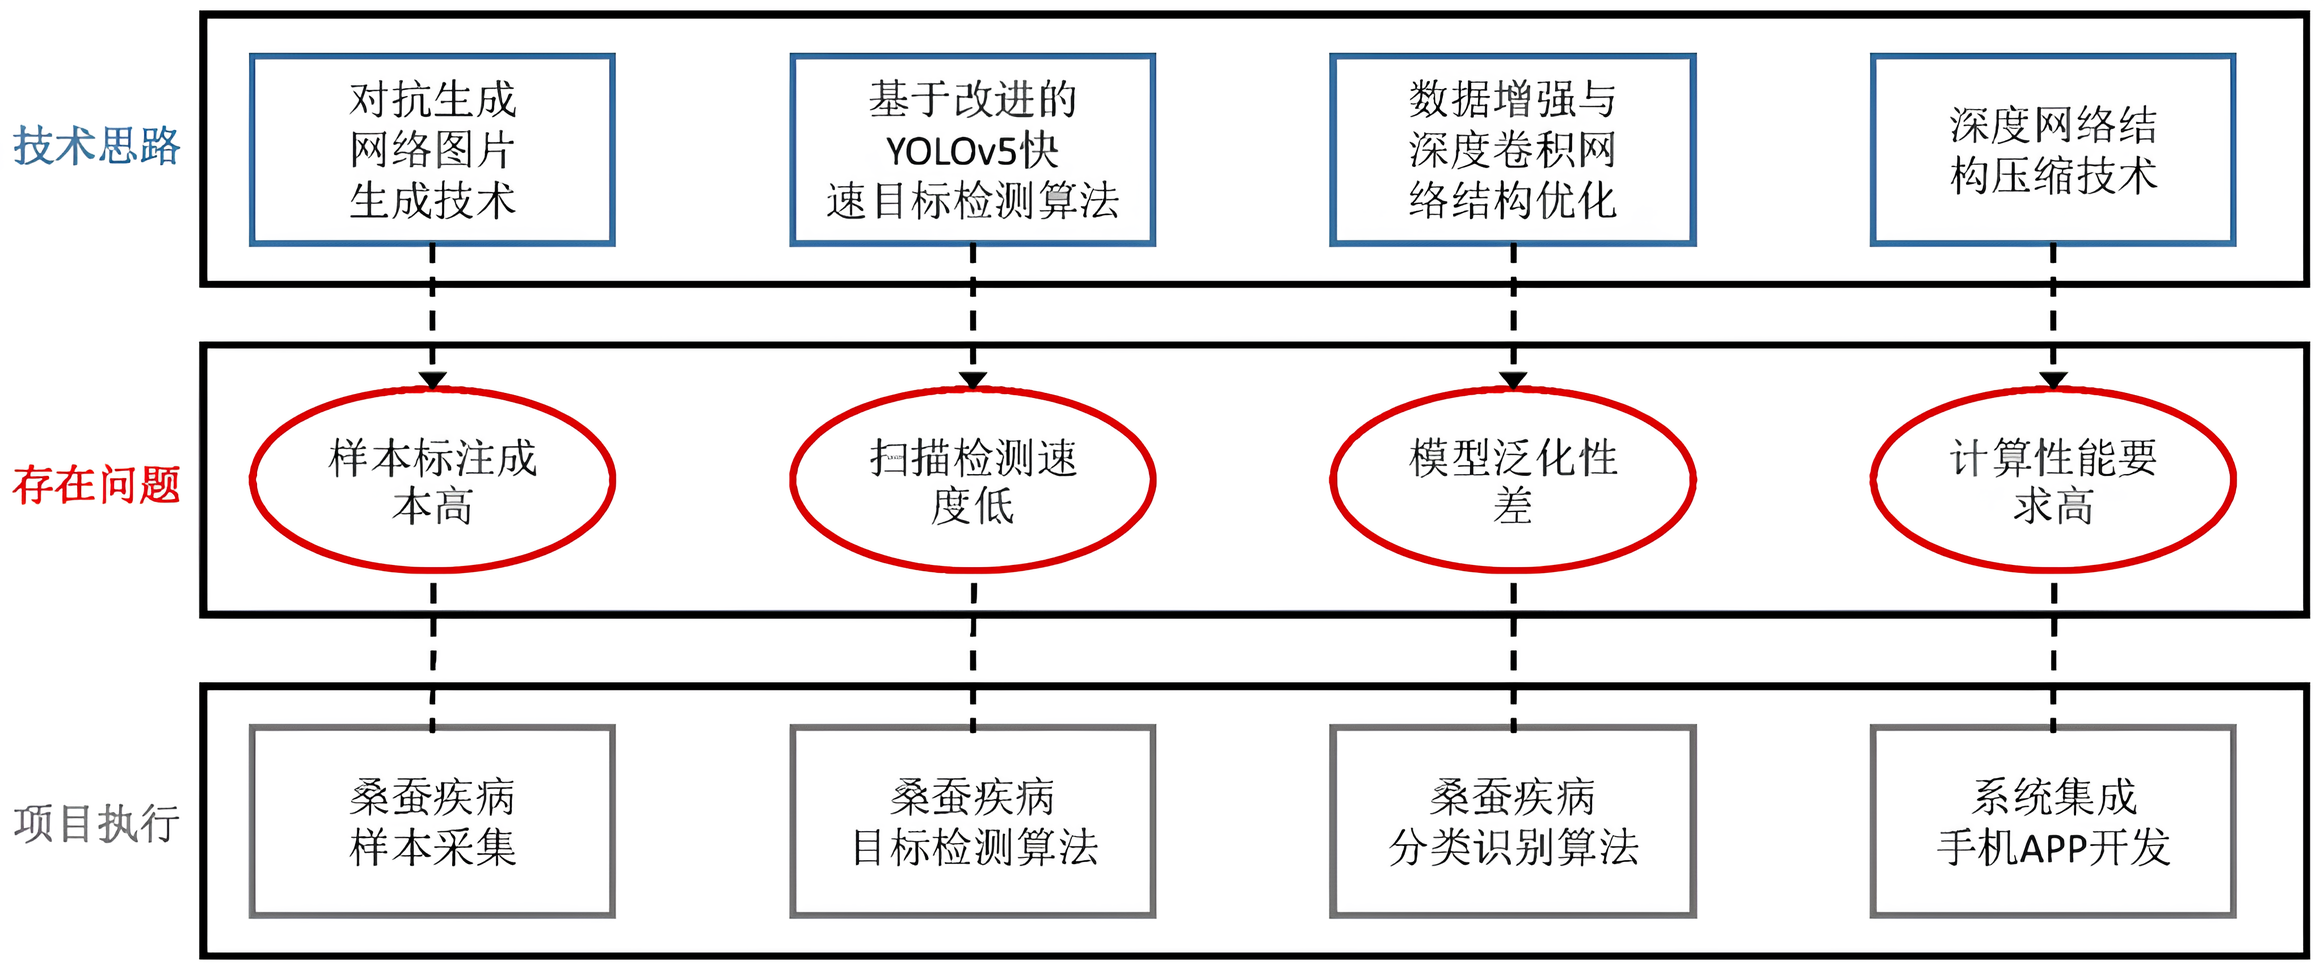 技术思路
对抗生成
网络图片
生成技术
基于改进的
YOLOv5快
速目标检测算法
数据增强与
深度卷积网
络结构优化
深度网络结
构压缩技术
存在问题
样本标注成
本高
扫描检测速
度低
模型泛化性
差
计算性能要
求高
项目执行
桑蚕疾病
样本采集
桑蚕疾病
目标检测算法
桑蚕疾病
分类识别算法
系统集成
手机APP开发